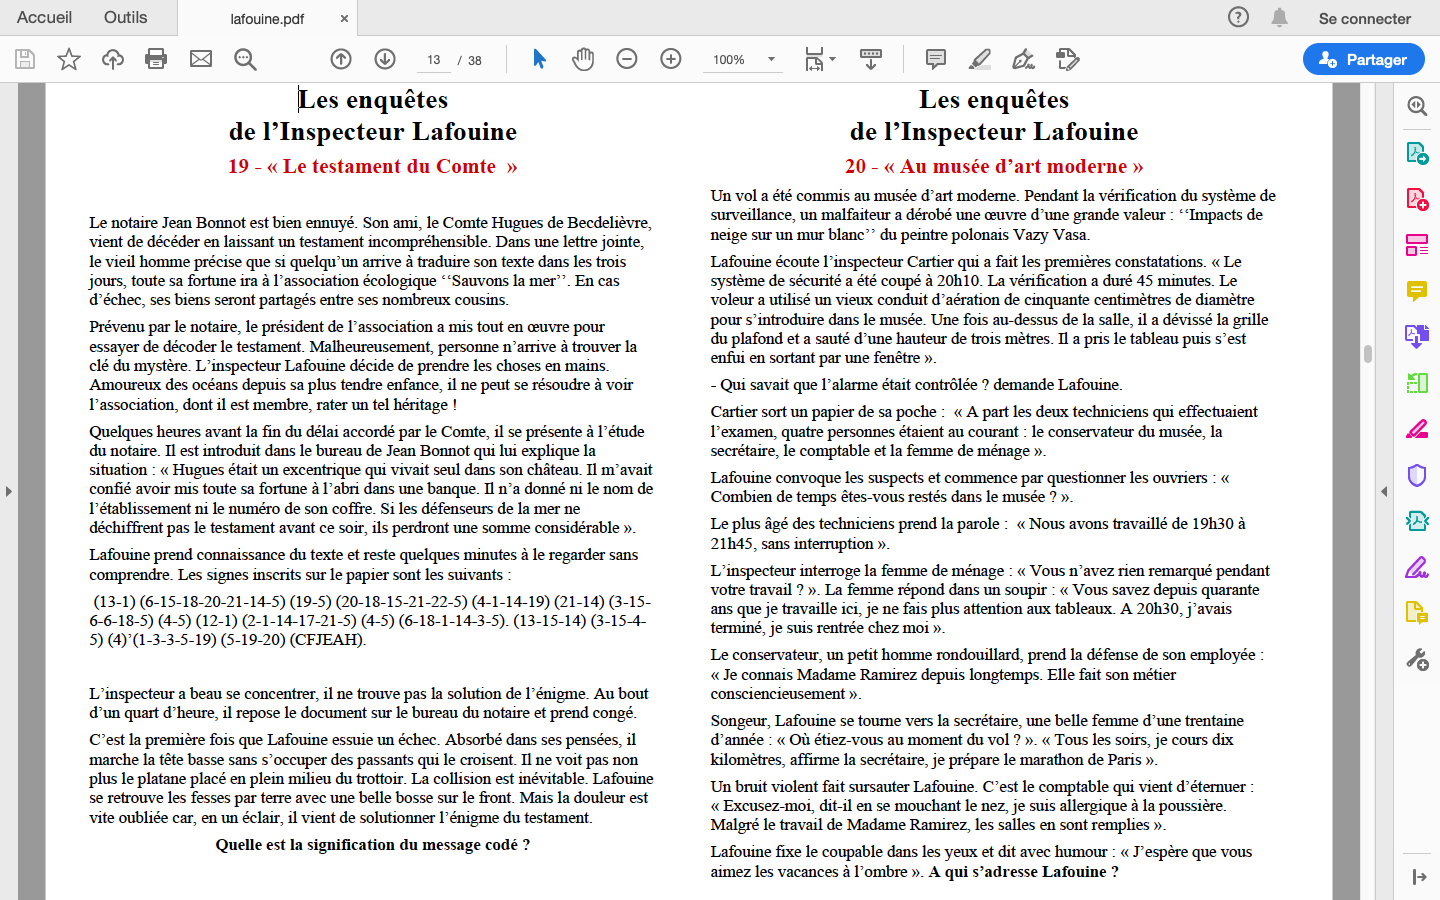 Accueil
Outils
lafouine.pdf
×
?
Se connecter
13 / 38
100%
Partager
Les enquêtes
de l’Inspecteur Lafouine
19 - « Le testament du Comte  »
Le notaire Jean Bonnot est bien ennuyé. Son ami, le Comte Hugues de Becdelièvre,
vient de décéder en laissant un testament incompréhensible. Dans une lettre jointe,
le vieil homme précise que si quelqu’un arrive à traduire son texte dans les trois
jours, toute sa fortune ira à l’association écologique ‘‘Sauvons la mer’’. En cas
d’échec, ses biens seront partagés entre ses nombreux cousins.
Prévenu par le notaire, le président de l’association a mis tout en œuvre pour
essayer de décoder le testament. Malheureusement, personne n’arrive à trouver la
clé du mystère. L’inspecteur Lafouine décide de prendre les choses en mains.
Amoureux des océans depuis sa plus tendre enfance, il ne peut se résoudre à voir
l’association, dont il est membre, rater un tel héritage !
Quelques heures avant la fin du délai accordé par le Comte, il se présente à l’étude
du notaire. Il est introduit dans le bureau de Jean Bonnot qui lui explique la
situation : « Hugues était un excentrique qui vivait seul dans son château. Il m’avait
confié avoir mis toute sa fortune à l’abri dans une banque. Il n’a donné ni le nom de
l’établissement ni le numéro de son coffre. Si les défenseurs de la mer ne
déchiffrent pas le testament avant ce soir, ils perdront une somme considérable ».
Lafouine prend connaissance du texte et reste quelques minutes à le regarder sans
comprendre. Les signes inscrits sur le papier sont les suivants :
(13-1) (6-15-18-20-21-14-5) (19-5) (20-18-15-21-22-5) (4-1-14-19) (21-14) (3-15-
6-6-18-5) (4-5) (12-1) (2-1-14-17-21-5) (4-5) (6-18-1-14-3-5). (13-15-14) (3-15-4-
5) (4)’(1-3-3-5-19) (5-19-20) (CFJEAH).
L’inspecteur a beau se concentrer, il ne trouve pas la solution de l’énigme. Au bout
d’un quart d’heure, il repose le document sur le bureau du notaire et prend congé.
C’est la première fois que Lafouine essuie un échec. Absorbé dans ses pensées, il
marche la tête basse sans s’occuper des passants qui le croisent. Il ne voit pas non
plus le platane placé en plein milieu du trottoir. La collision est inévitable. Lafouine
se retrouve les fesses par terre avec une belle bosse sur le front. Mais la douleur est
vite oubliée car, en un éclair, il vient de solutionner l’énigme du testament.
Quelle est la signification du message codé ?
Les enquêtes
de l’Inspecteur Lafouine
20 - « Au musée d’art moderne »
Un vol a été commis au musée d’art moderne. Pendant la vérification du système de
surveillance, un malfaiteur a dérobé une œuvre d’une grande valeur : ‘‘Impacts de
neige sur un mur blanc’’ du peintre polonais Vazy Vasa.
Lafouine écoute l’inspecteur Cartier qui a fait les premières constatations. « Le
système de sécurité a été coupé à 20h10. La vérification a duré 45 minutes. Le
voleur a utilisé un vieux conduit d’aération de cinquante centimètres de diamètre
pour s’introduire dans le musée. Une fois au-dessus de la salle, il a dévissé la grille
du plafond et a sauté d’une hauteur de trois mètres. Il a pris le tableau puis s’est
enfui en sortant par une fenêtre ».
- Qui savait que l’alarme était contrôlée ? demande Lafouine.
Cartier sort un papier de sa poche :  « A part les deux techniciens qui effectuaient
l’examen, quatre personnes étaient au courant : le conservateur du musée, la
secrétaire, le comptable et la femme de ménage ».
Lafouine convoque les suspects et commence par questionner les ouvriers : «
Combien de temps êtes-vous restés dans le musée ? ».
Le plus âgé des techniciens prend la parole :  « Nous avons travaillé de 19h30 à
21h45, sans interruption ».
L’inspecteur interroge la femme de ménage : « Vous n’avez rien remarqué pendant
votre travail ? ». La femme répond dans un soupir : « Vous savez depuis quarante
ans que je travaille ici, je ne fais plus attention aux tableaux. A 20h30, j’avais
terminé, je suis rentrée chez moi ».
Le conservateur, un petit homme rondouillard, prend la défense de son employée :
« Je connais Madame Ramirez depuis longtemps. Elle fait son métier
consciencieusement ».
Songeur, Lafouine se tourne vers la secrétaire, une belle femme d’une trentaine
d’année : « Où étiez-vous au moment du vol ? ». « Tous les soirs, je cours dix
kilomètres, affirme la secrétaire, je prépare le marathon de Paris ».
Un bruit violent fait sursauter Lafouine. C’est le comptable qui vient d’éternuer :
« Excusez-moi, dit-il en se mouchant le nez, je suis allergique à la poussière.
Malgré le travail de Madame Ramirez, les salles en sont remplies ».
Lafouine fixe le coupable dans les yeux et dit avec humour : « J’espère que vous
aimez les vacances à l’ombre ». A qui s’adresse Lafouine ?